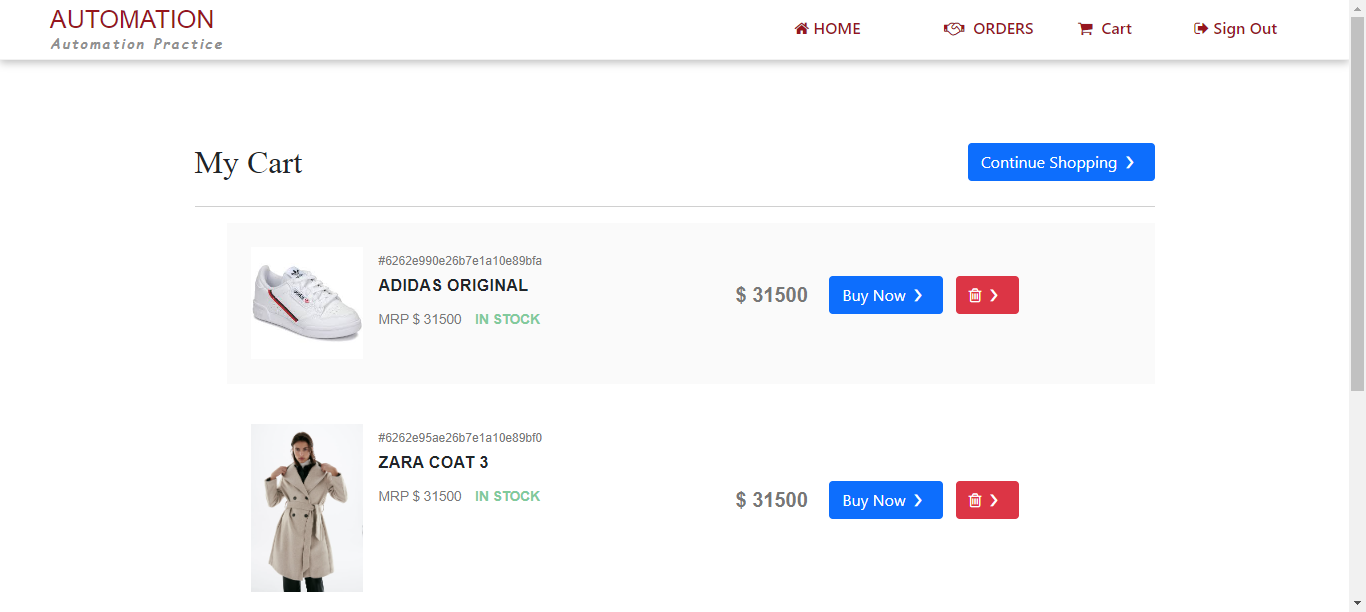 AUTOMATION
Automation Practice
HOME
ORDERS
Cart
Sign Out
My Cart
Continue Shopping
#6262e990e26b7e1a10e89bfa
ADIDAS ORIGINAL
MRP $ 31500 IN STOCK
$ 31500
Buy Now
#6262e95ae26b7e1a10e89bf0
ZARA COAT 3
MRP $ 31500 IN STOCK
$ 31500
Buy Now